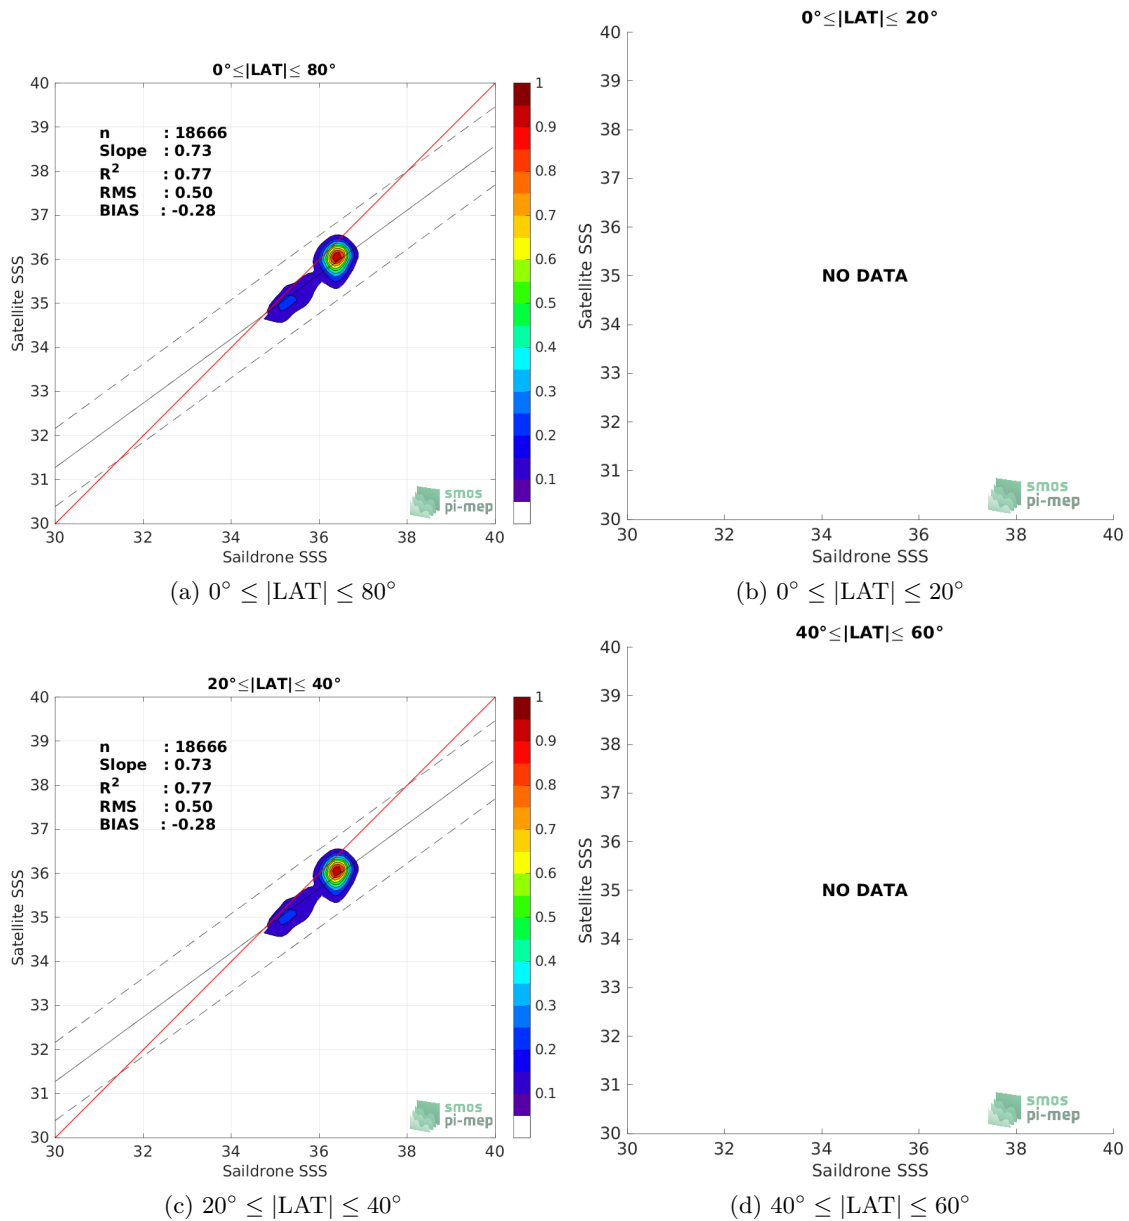 0°≤|LAT|≤ 80°
40
39
38
37
36
35
34
33
32
31
30
Satellite SSS
n : 18666
Slope : 0.73
R2 : 0.77
RMS : 0.50
BIAS : -0.28
smos
pi-mep
30 32 34 36 38 40
Saildrone SSS
1
0.9
0.8
0.7
0.6
0.5
0.4
0.3
0.2
0.1
(a) 0° ≤ |LAT| ≤ 80°
0°≤|LAT|≤ 20°
40
39
38
37
36
35
34
33
32
31
30
Satellite SSS
NO DATA
smos
pi-mep
30 32 34 36 38 40
Saildrone SSS
(b) 0° ≤ |LAT| ≤ 20°
20°≤|LAT|≤ 40°
40
39
38
37
36
35
34
33
32
31
30
Satellite SSS
n : 18666
Slope : 0.73
R2 : 0.77
RMS : 0.50
BIAS : -0.28
smos
pi-mep
30 32 34 36 38 40
Saildrone SSS
1
0.9
0.8
0.7
0.6
0.5
0.4
0.3
0.2
0.1
(c) 20° ≤ |LAT| ≤ 40°
40°≤|LAT|≤ 60°
40
39
38
37
36
35
34
33
32
31
30
Satellite SSS
NO DATA
smos
pi-mep
30 32 34 36 38 40
Saildrone SSS
(d) 40° ≤ |LAT| ≤ 60°